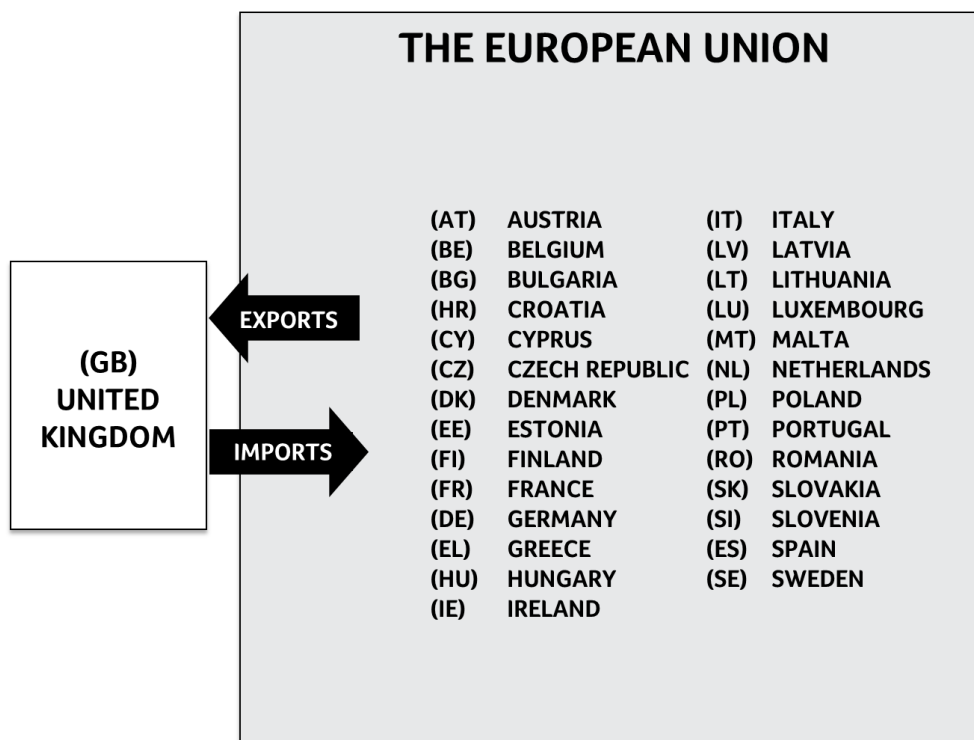 THE EUROPEAN UNION
(GB)
UNITED
KINGDOM
EXPORTS
IMPORTS
(AT) AUSTRIA
(BE) BELGIUM
(BG) BULGARIA
(HR) CROATIA
(CY) CYPRUS
(CZ) CZECH REPUBLIC
(DK) DENMARK
(EE) ESTONIA
(FI) FINLAND
(FR) FRANCE
(DE) GERMANY
(EL) GREECE
(HU) HUNGARY
(IE) IRELAND
(IT) ITALY
(LV) LATVIA
(LT) LITHUANIA
(LU) LUXEMBOURG
(MT) MALTA
(NL) NETHERLANDS
(PL) POLAND
(PT) PORTUGAL
(RO) ROMANIA
(SK) SLOVAKIA
(SI) SLOVENIA
(ES) SPAIN
(SE) SWEDEN